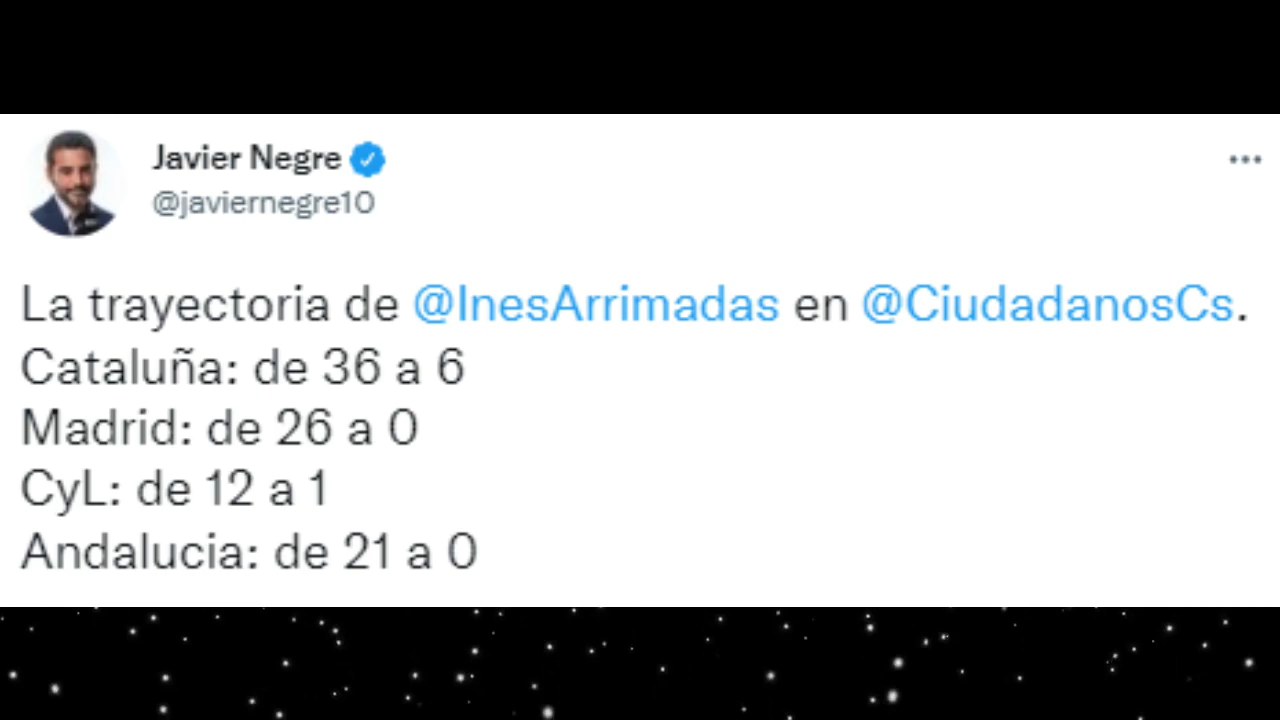 Javier Negre
@javiernegre10
La trayectoria de @InesArrimadas en @CiudadanosCs.
Cataluña: de 36 a 6
Madrid: de 26 a 0
CyL: de 12 a 1
Andalucia: de 21 a 0